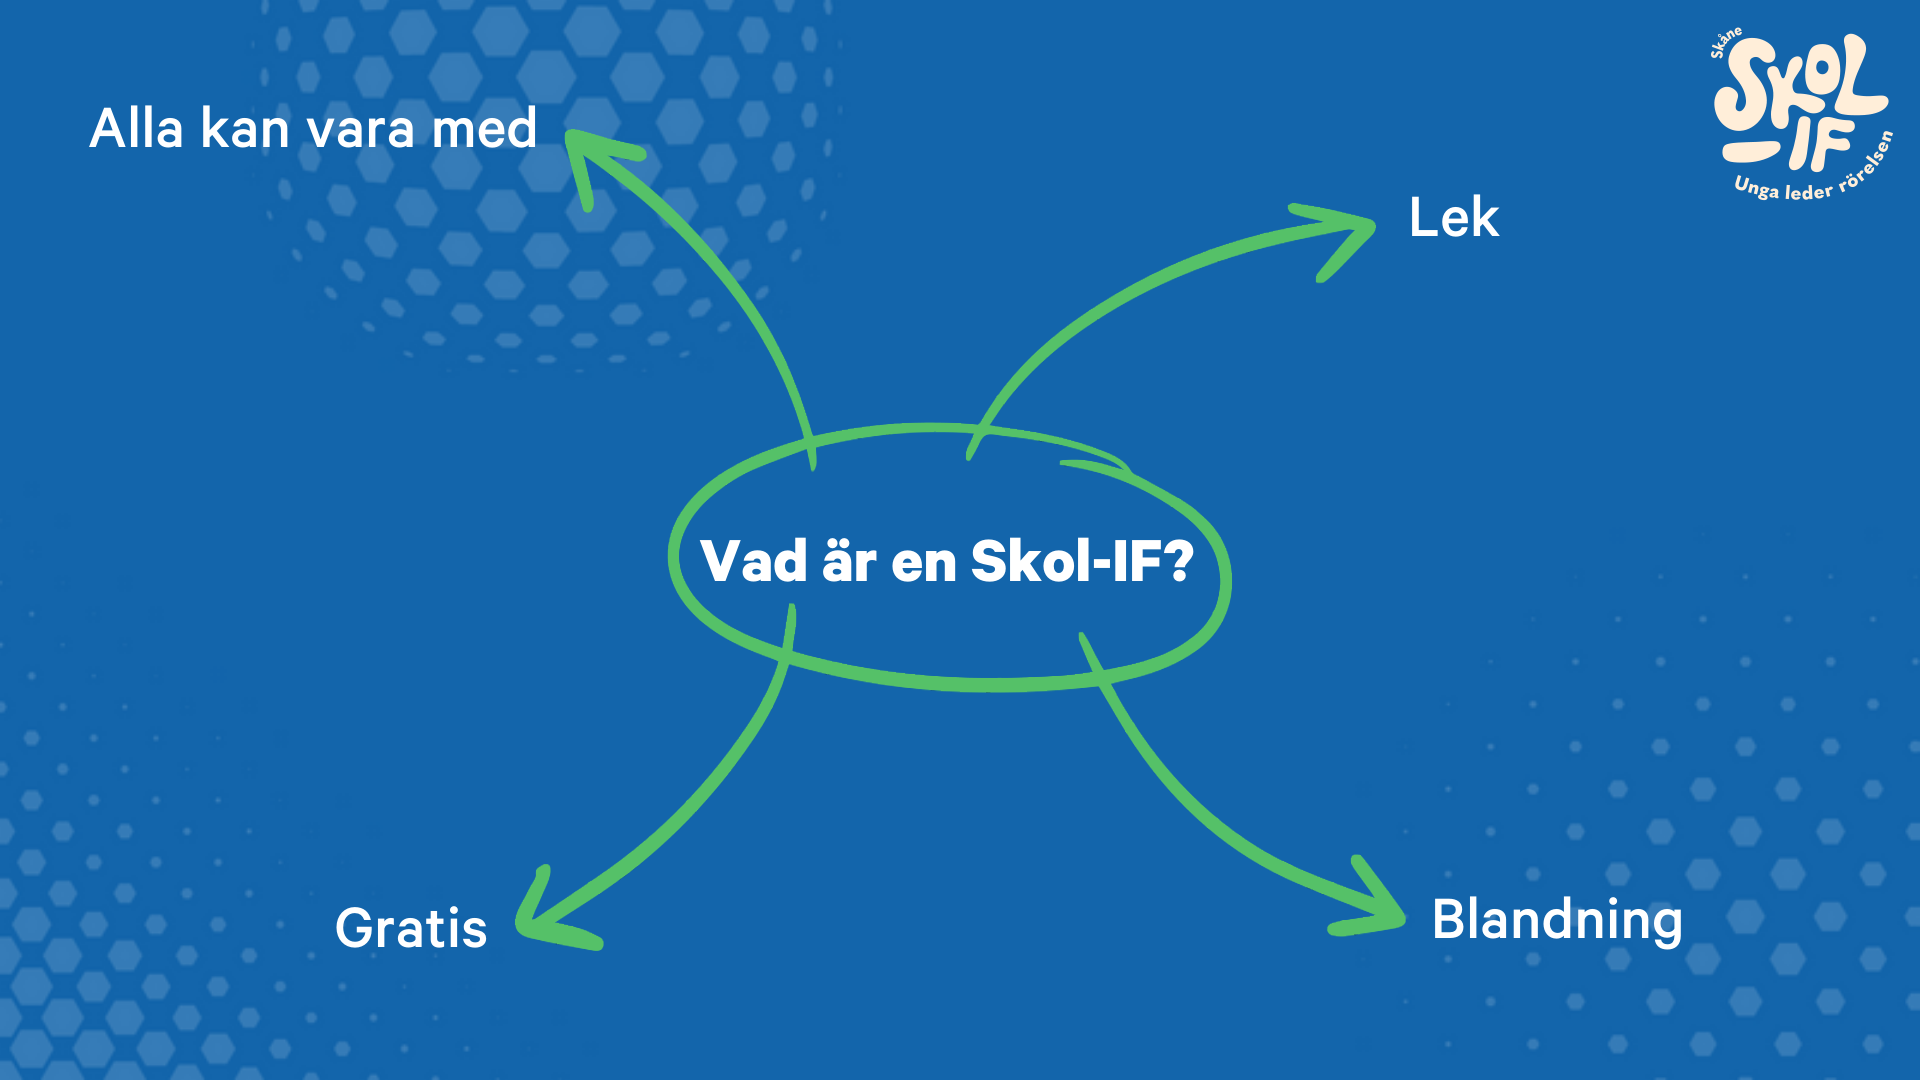 Skåne
SKOL
-IF
Unga leder rörelsen
Alla kan vara med
Lek
Vad är en Skol-IF?
Gratis
Blandning